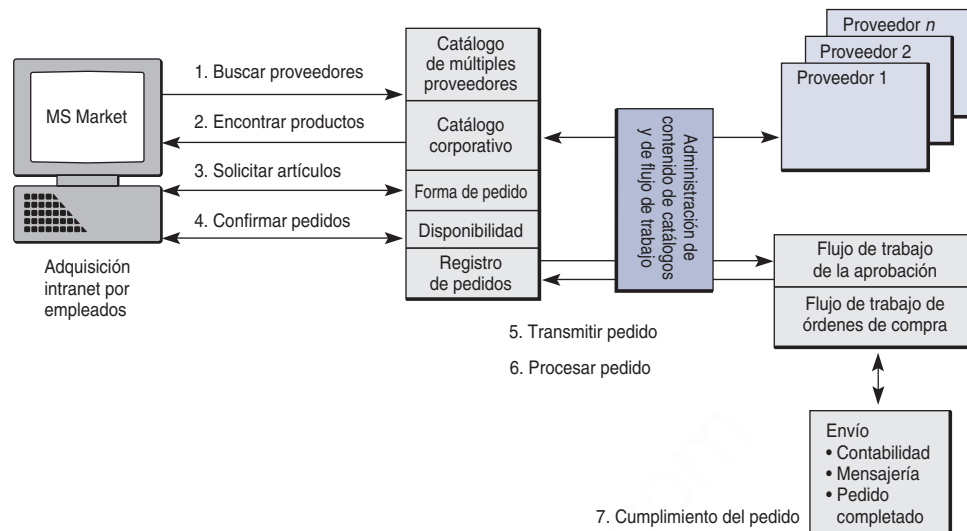 MS Market
Adquisición
intranet por
empleados
1. Buscar proveedores
2. Encontrar productos
3. Solicitar artículos
4. Confirmar pedidos
Catálogo
de múltiples
proveedores
Catálogo
corporativo
Forma de pedido
Disponibilidad
Registro
de pedidos
Administración de
contenido de catálogos
y de flujo de trabajo
Proveedor n
Proveedor 2
Proveedor 1
Flujo de trabajo
de la aprobación
Flujo de trabajo de
órdenes de compra
5. Transmitir pedido
6. Procesar pedido
Envío
• Contabilidad
• Mensajería
• Pedido
completado
7. Cumplimiento del pedido